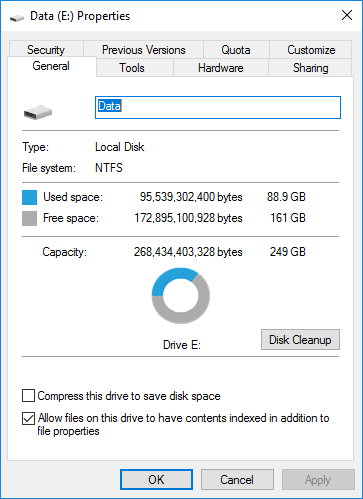 Data (E:) Properties
Security Previous Versions Quota Customize
General Tools Hardware Sharing
Data
Type: Local Disk
File system: NTFS
Used space: 95,539,302,400 bytes 88.9 GB
Free space: 172,895,100,928 bytes 161 GB
Capacity: 268,434,403,328 bytes 249 GB
Drive E: Disk Cleanup
Compress this drive to save disk space
Allow files on this drive to have contents indexed in addition to
file properties
OK Cancel Apply